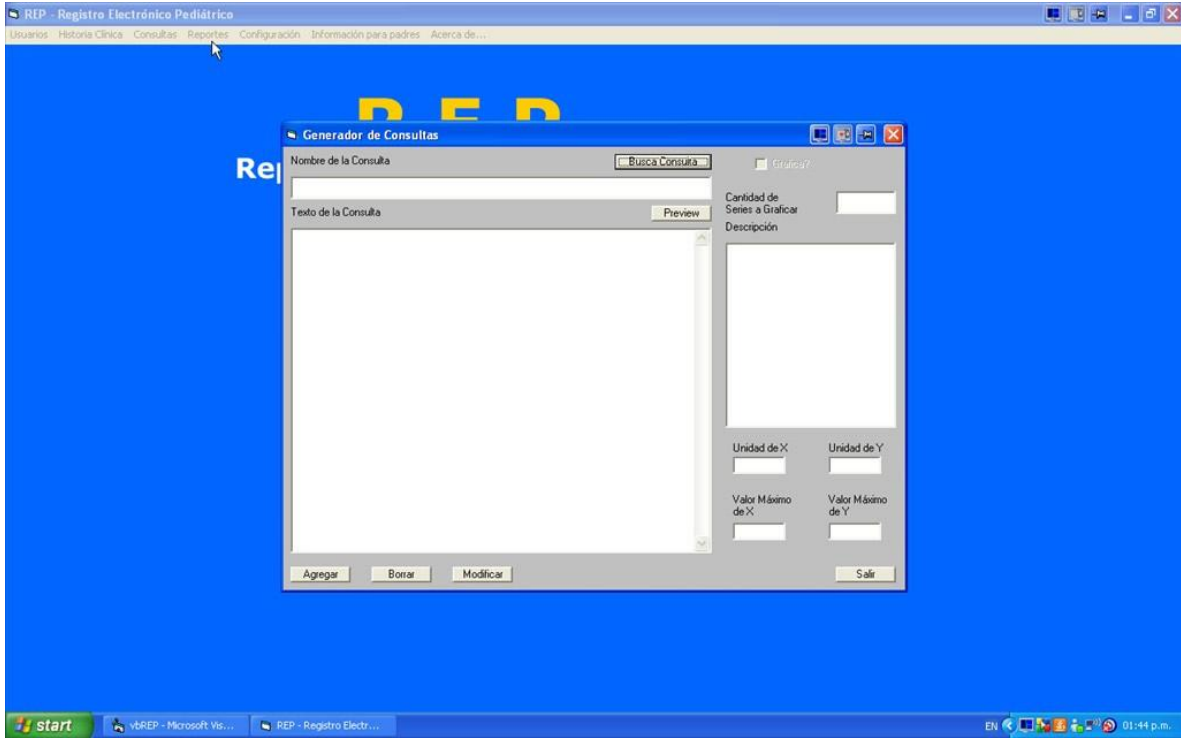 REP - Registro Electrónico Pediátrico
Usuarios Historia Clínica Consultas Reportes Configuración Información para padres Acerca de...
R E P
Rep
Generador de Consultas
Nombre de la Consulta
Busca Consulta
Grafica?
Cantidad de
Series a Graficar
Texto de la Consulta
Preview
Descripción
Unidad de X
Unidad de Y
Valor Máximo
de X
Valor Máximo
de Y
Agregar
Borrar
Modificar
Salir
start
vbREP - Microsoft Vis...
REP - Registro Electr...
EN
01:44 p.m.